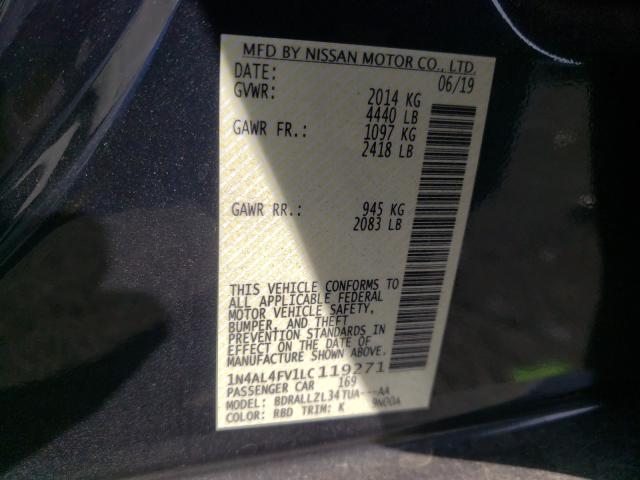 MFD BY NISSAN MOTOR CO., LTD.
DATE: 06/19
GVWR: 2014 KG
4440 LB
GAWR FR.: 1097 KG
2418 LB
GAWR RR.: 945 KG
2083 LB
THIS VEHICLE CONFORMS TO
ALL APPLICABLE FEDERAL
MOTOR VEHICLE SAFETY,
BUMPER, AND THEFT
PREVENTION STANDARDS IN
EFFECT ON THE DATE OF
MANUFACTURE SHOWN ABOVE.
1N4AL4FV1LC119271
PASSENGER CAR 169
MODEL: BDRALLZL34TUA---AA
COLOR: RBD TRIM: K 9N00A